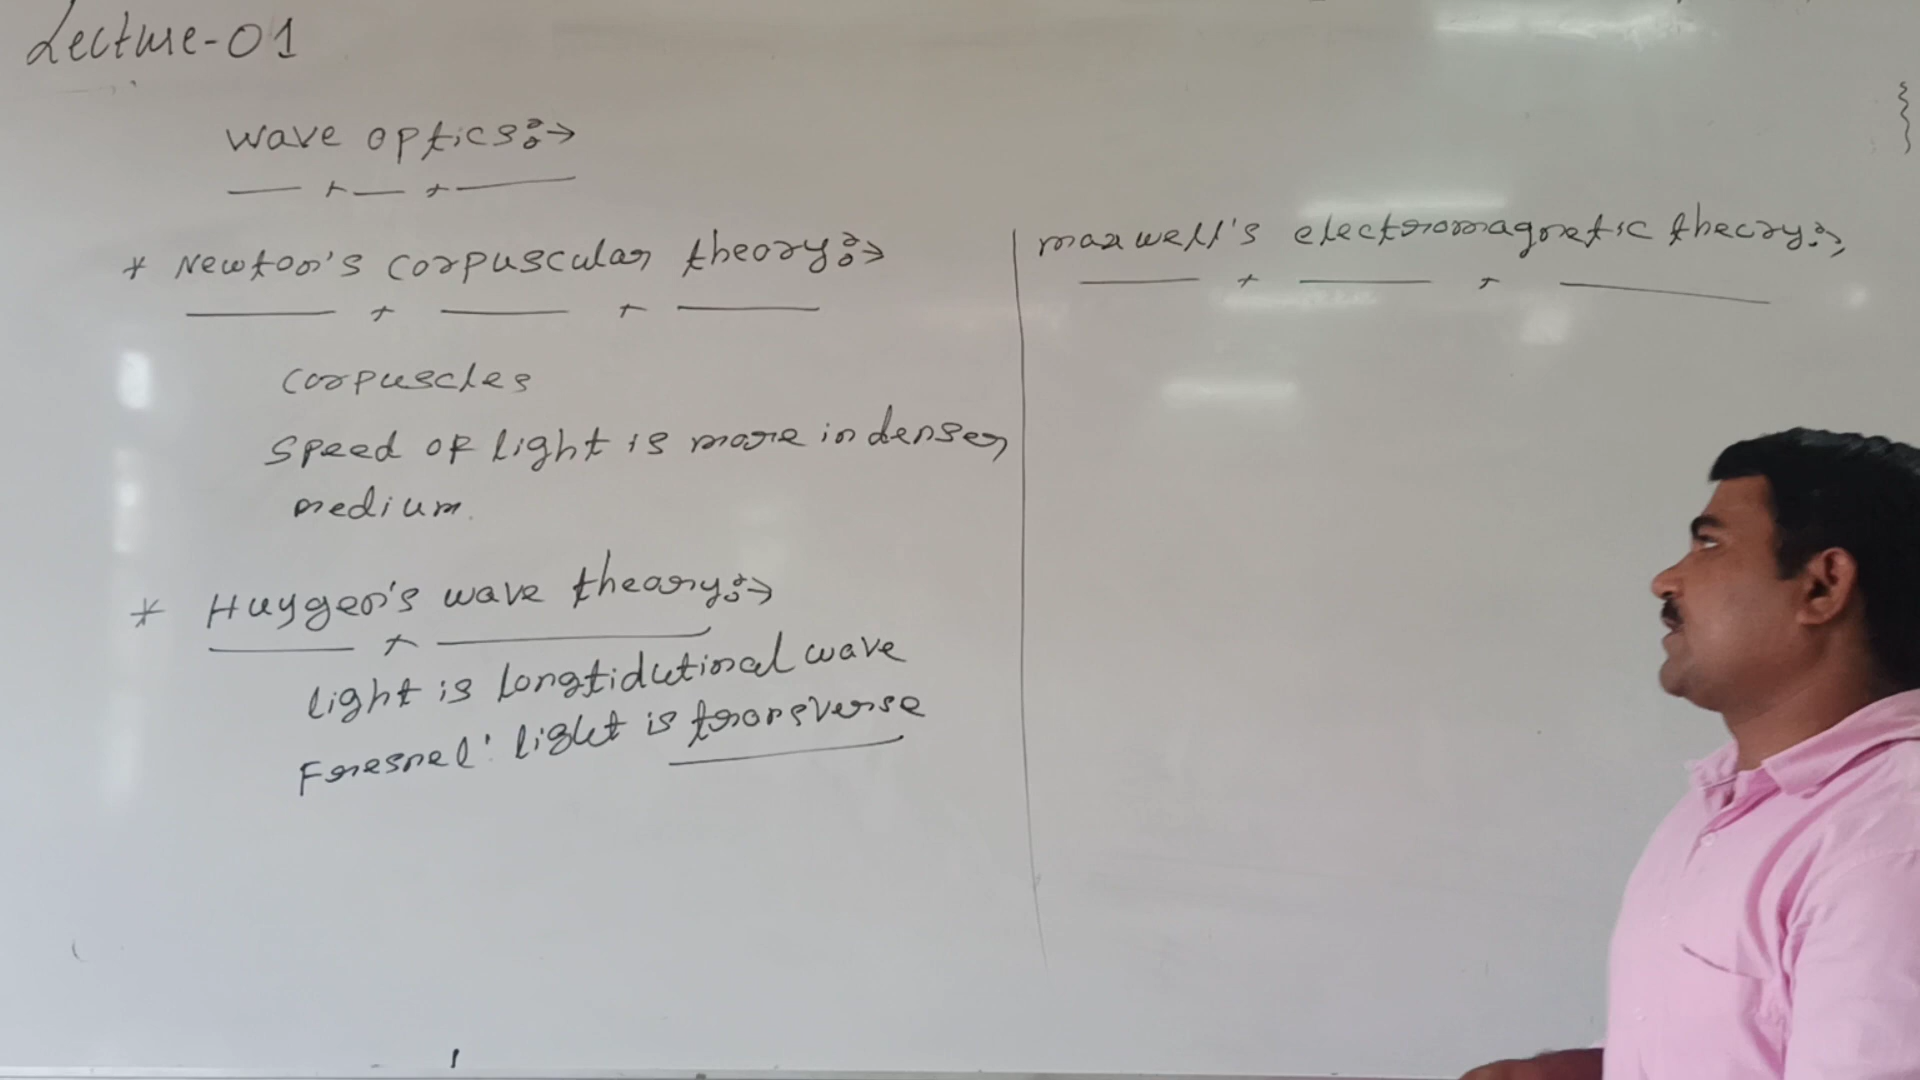 Lecture-01
wave optics:→
* Newton's corpuscular theory:→
corpuscles
speed of light is more in denser
medium.
* Huygen's wave theory:→
light is longtidutional wave
Fresnel: light is transverse
maxwell's electromagnetic theory:→